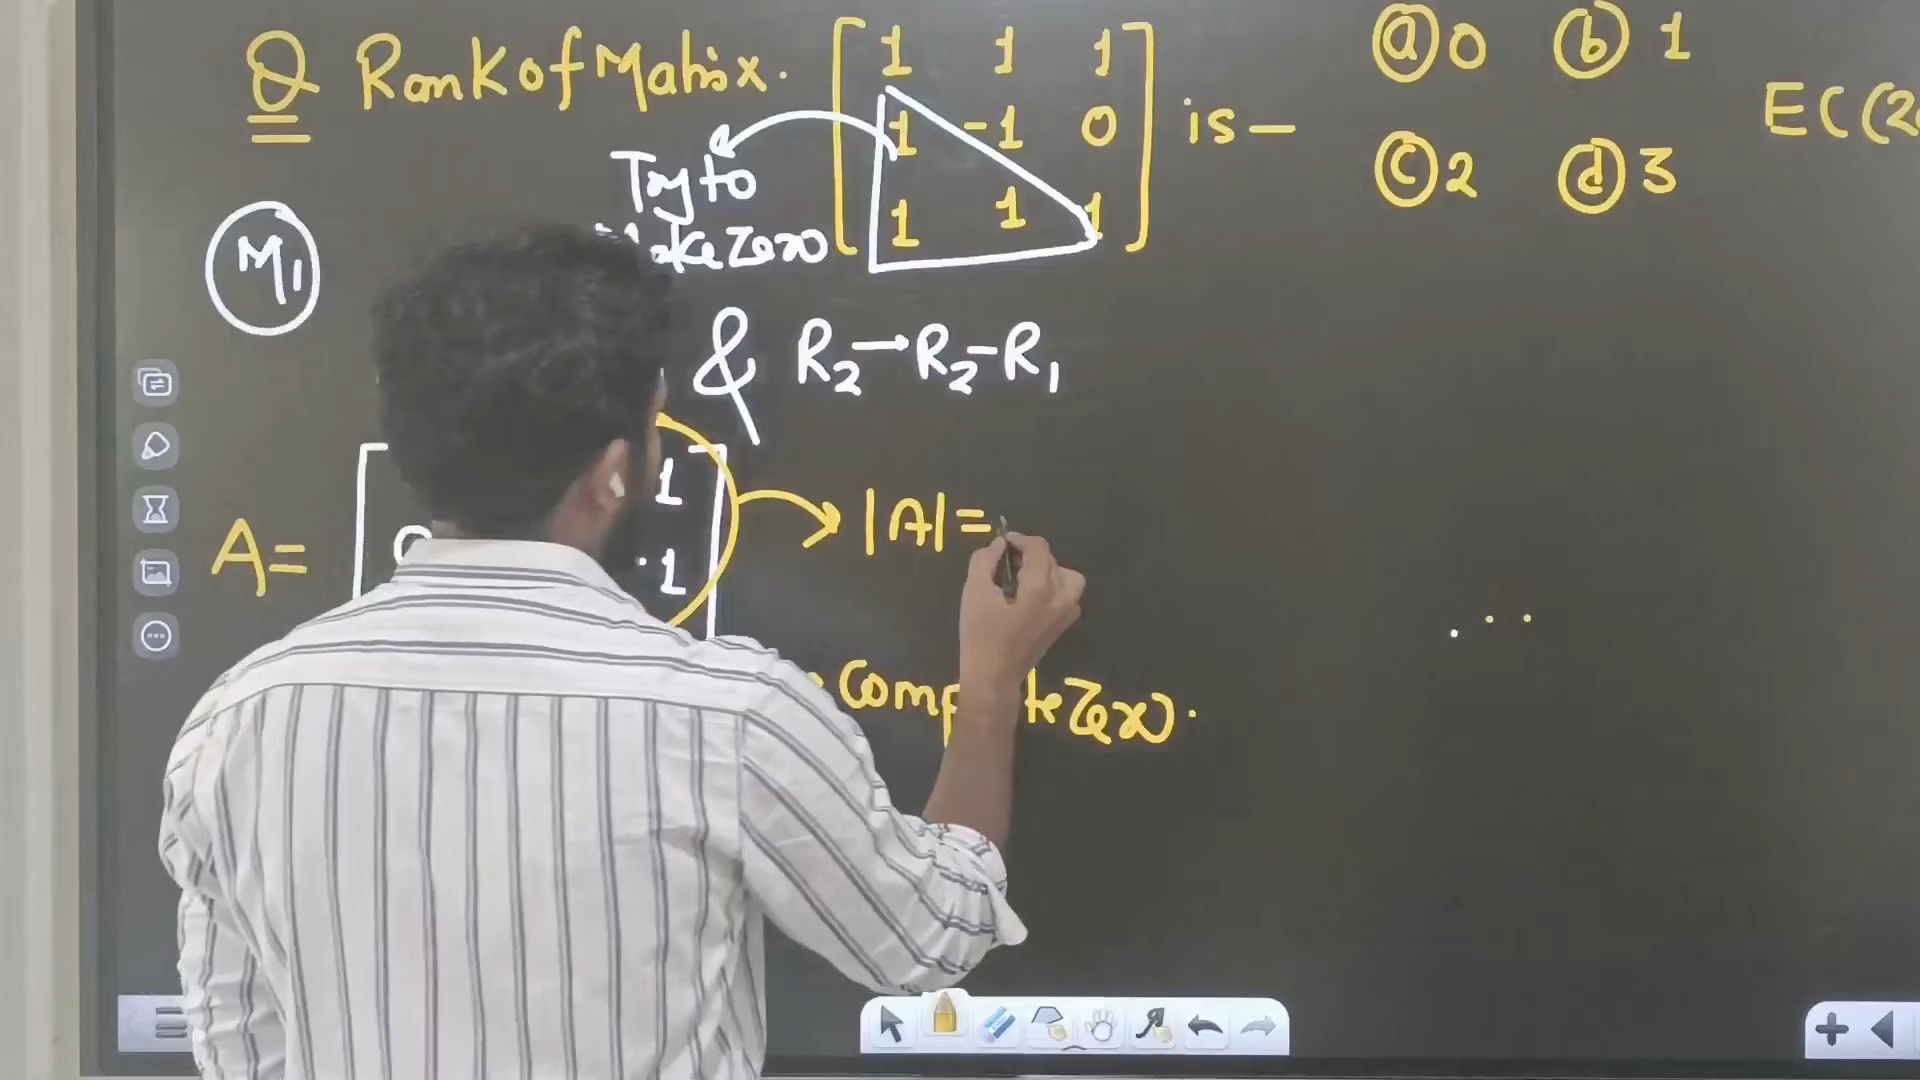 Q Rank of Matrix. [1 1 1
1 -1 0
1 1 1] is —
ⓐ 0 ⓑ 1
ⓒ 2 ⓓ 3
EC(2
Try to
Make Zero
M1
& R2→R2-R1
A= [ 1
0 1 ]
→ |A|=
Complete Zero.